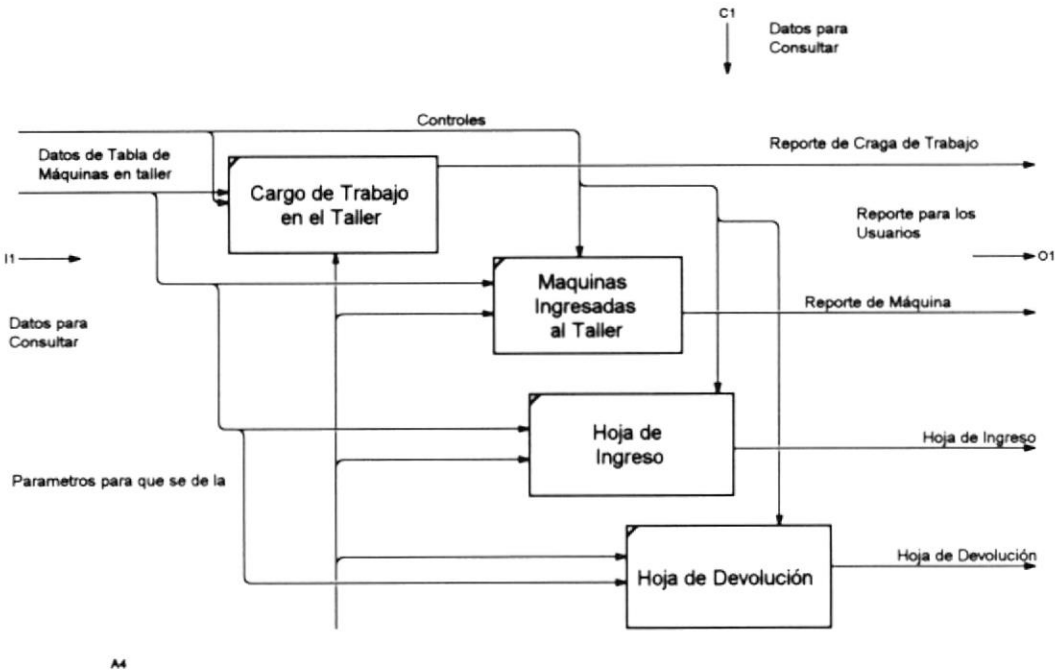 C1
Datos para
Consultar
Controles
Datos de Tabla de
Máquinas en taller
Reporte de Craga de Trabajo
Cargo de Trabajo
en el Taller
Reporte para los
Usuarios
I1
O1
Maquinas
Ingresadas
al Taller
Reporte de Máquina
Datos para
Consultar
Hoja de
Ingreso
Hoja de Ingreso
Parametros para que se de la
Hoja de Devolución
Hoja de Devolución
A4